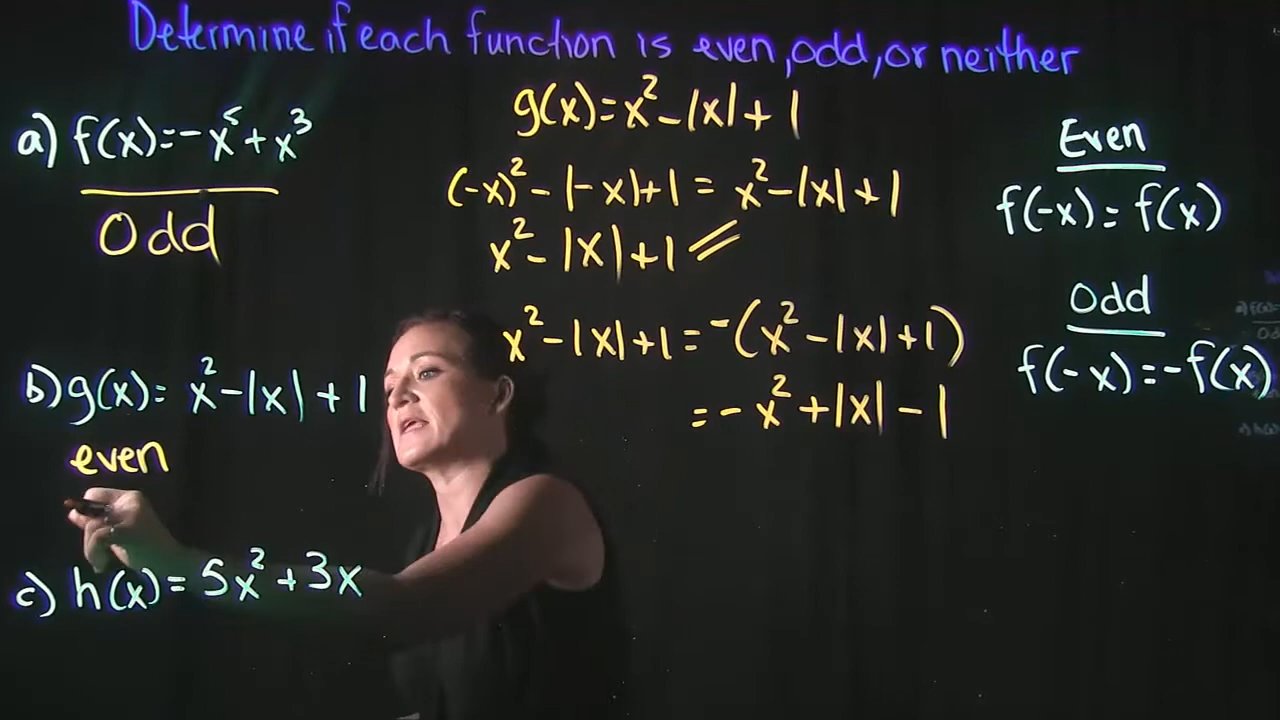 Determine if each function is even, odd, or neither
a) f(x)=-x⁵+x³
Odd
b) g(x)= x²-|x|+1
even
c) h(x)= 5x²+3x
g(x)=x²-|x|+1
(-x)²-|-x|+1 = x²-|x|+1
x²-|x|+1
x²-|x|+1=-(x²-|x|+1)
=-x²+|x|-1
Even
f(-x)=f(x)
Odd
f(-x)=-f(x)